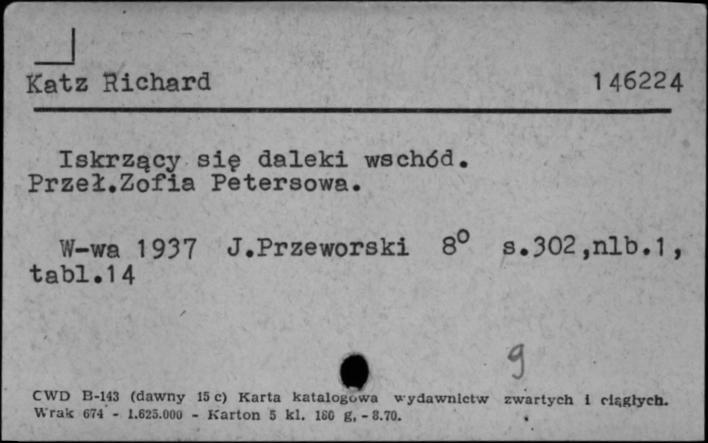 Katz Richard 146224
Iskrzący się daleki wschód.
Przeł.Zofia Petersowa.
W-wa 1937 J.Przeworski 8° s.302,nlb.1,
tabl.14
9
CWD B-143 (dawny 15 c) Karta katalogowa wydawnictw zwartych i ciągłych.
Wrak 674 - 1.625.000 - Karton 5 kl. 160 g, - 8.70.